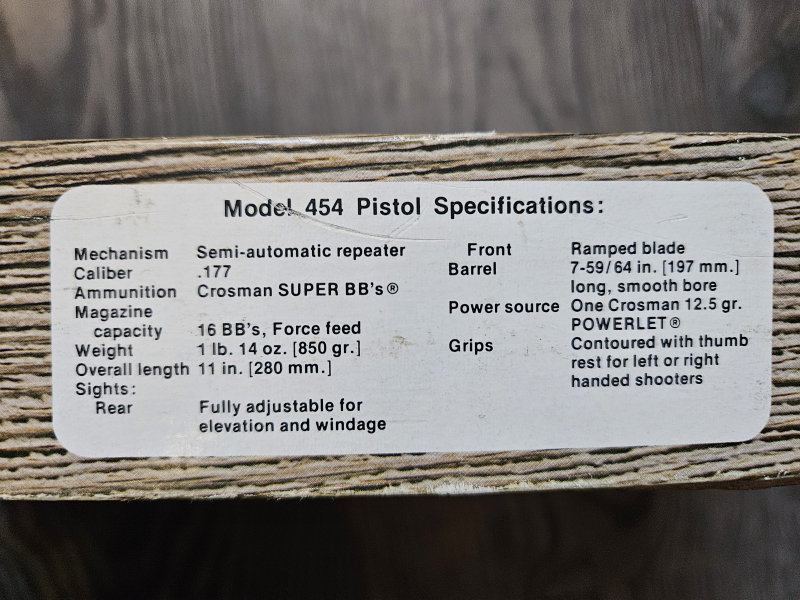 Model 454 Pistol Specifications:
Mechanism Semi-automatic repeater
Caliber .177
Ammunition Crosman SUPER BB's®
Magazine
capacity 16 BB's, Force feed
Weight 1 lb. 14 oz. [850 gr.]
Overall length 11 in. [280 mm.]
Sights:
Rear Fully adjustable for
elevation and windage
Front Ramped blade
Barrel 7-59/64 in. [197 mm.]
long, smooth bore
Power source One Crosman 12.5 gr.
POWERLET®
Grips Contoured with thumb
rest for left or right
handed shooters